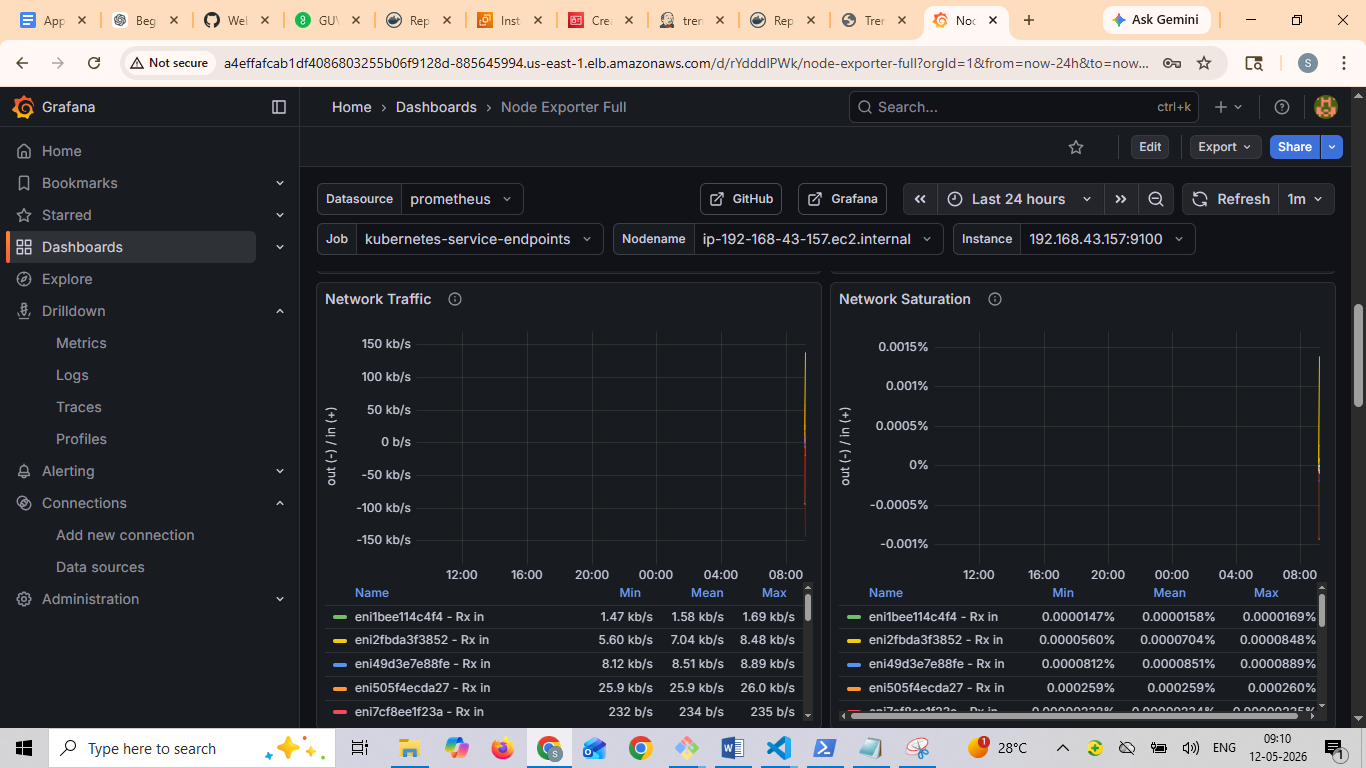 App
Beg
Wel
GUV
Rep
Inst
Cre
tren
Rep
Tren
Noc
Ask Gemini
Not secure
a4effafcab1df4086803255b06f9128d-885645994.us-east-1.elb.amazonaws.com/d/rYdddlPWk/node-exporter-full?orgId=1&from=now-24h&to=now...
S
Grafana
Home › Dashboards › Node Exporter Full
Search... ctrl+k
Home
Bookmarks
Starred
Dashboards
Explore
Drilldown
Metrics
Logs
Traces
Profiles
Alerting
Connections
Add new connection
Data sources
Administration
Edit
Export
Share
Datasource prometheus
GitHub
Grafana
Last 24 hours
Refresh 1m
Job kubernetes-service-endpoints
Nodename ip-192-168-43-157.ec2.internal
Instance 192.168.43.157:9100
Network Traffic
out (-) / in (+)
150 kb/s
100 kb/s
50 kb/s
0 b/s
-50 kb/s
-100 kb/s
-150 kb/s
12:00 16:00 20:00 00:00 04:00 08:00
Name Min Mean Max
eni1bee114c4f4 - Rx in 1.47 kb/s 1.58 kb/s 1.69 kb/s
eni2fbda3f3852 - Rx in 5.60 kb/s 7.04 kb/s 8.48 kb/s
eni49d3e7e88fe - Rx in 8.12 kb/s 8.51 kb/s 8.89 kb/s
eni505f4ecda27 - Rx in 25.9 kb/s 25.9 kb/s 26.0 kb/s
eni7cf8ee1f23a - Rx in 232 b/s 234 b/s 235 b/s
Network Saturation
out (-) / in (+)
0.0015%
0.001%
0.0005%
0%
-0.0005%
-0.001%
12:00 16:00 20:00 00:00 04:00 08:00
Name Min Mean Max
eni1bee114c4f4 - Rx in 0.0000147% 0.0000158% 0.0000169%
eni2fbda3f3852 - Rx in 0.0000560% 0.0000704% 0.0000848%
eni49d3e7e88fe - Rx in 0.0000812% 0.0000851% 0.0000889%
eni505f4ecda27 - Rx in 0.000259% 0.000259% 0.000260%
Type here to search
1
28°C
ENG
09:10
12-05-2026
1